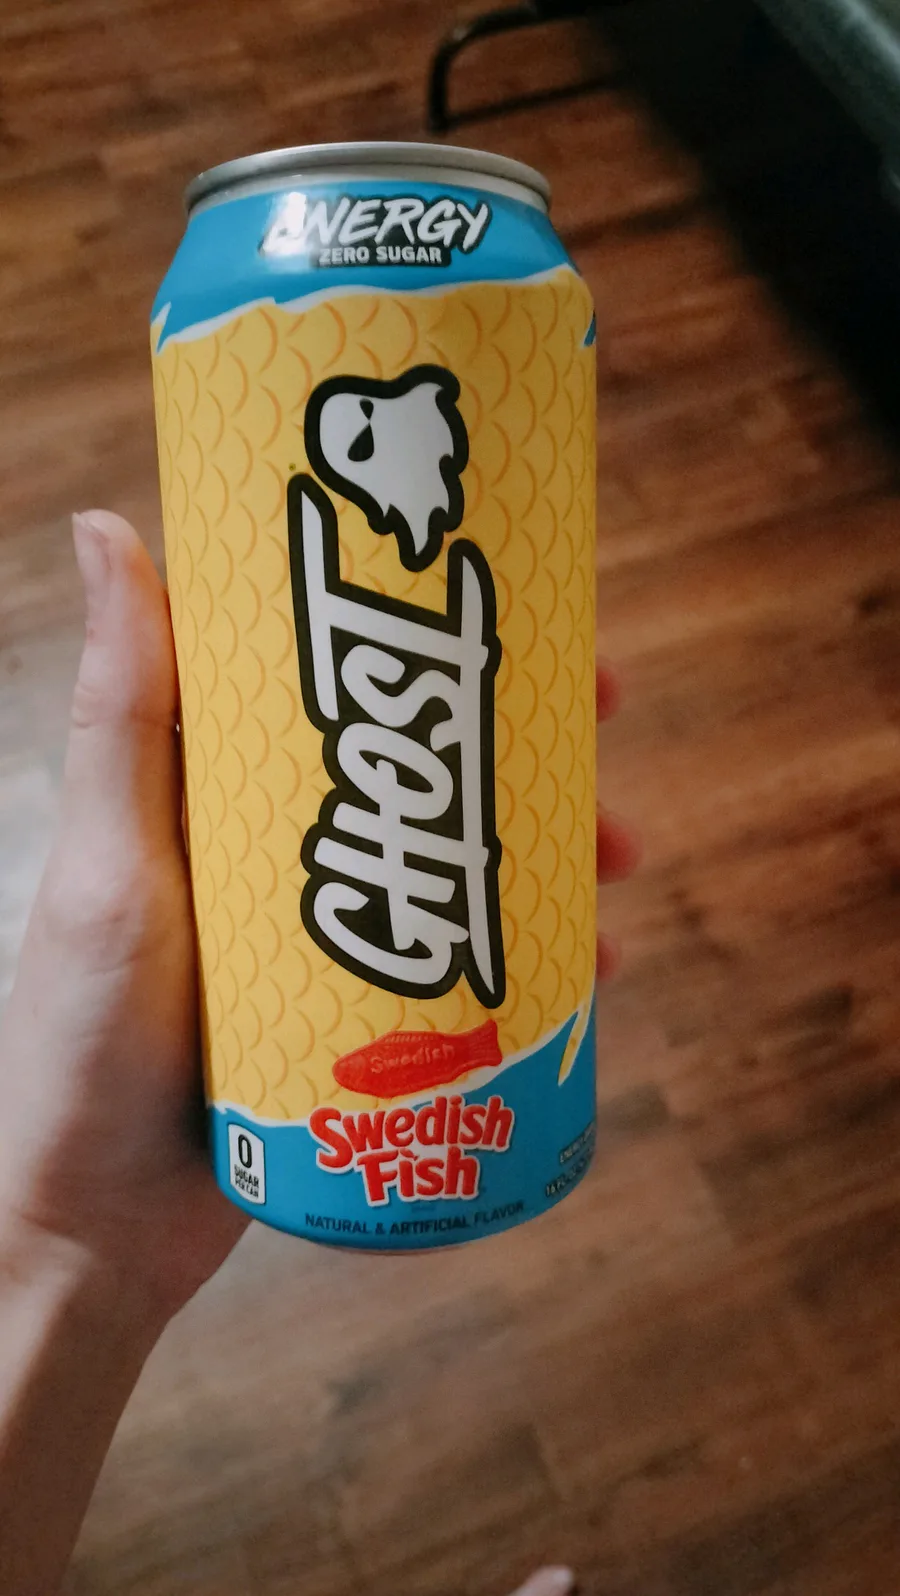 ENERGY
ZERO SUGAR
GHOST
Swedish
Swedish
Fish
0
SUGAR
PER CAN
NATURAL & ARTIFICIAL FLAVOR